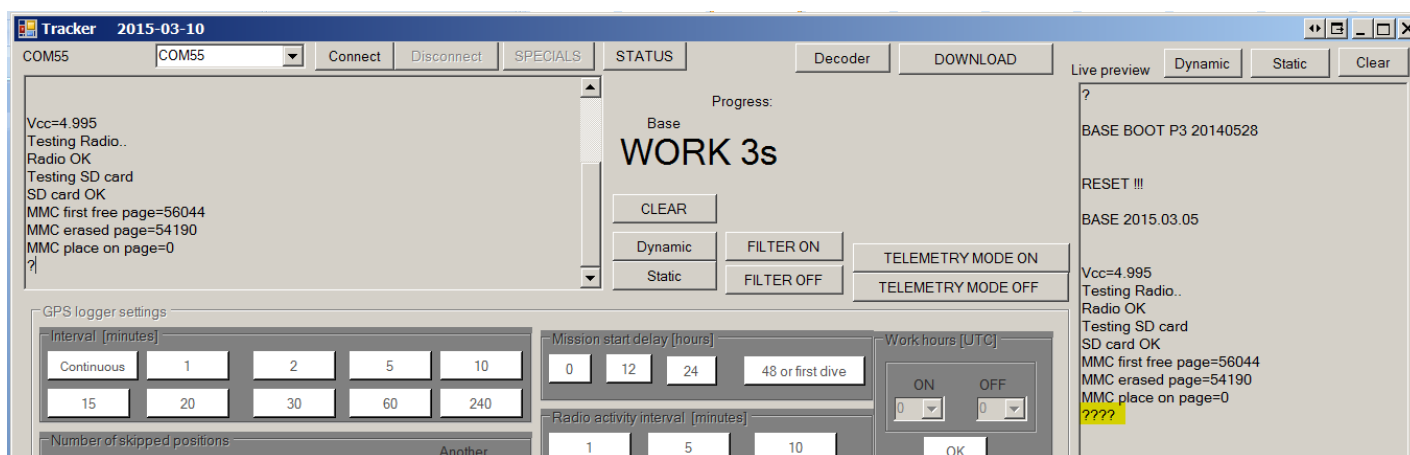 Tracker 2015-03-10
COM55 COM55 Connect Disconnect SPECIALS STATUS Decoder DOWNLOAD
Live preview Dynamic Static Clear
Vcc=4.995
Testing Radio..
Radio OK
Testing SD card
SD card OK
MMC first free page=56044
MMC erased page=54190
MMC place on page=0
?
Progress:
Base
WORK 3s
CLEAR
Dynamic FILTER ON TELEMETRY MODE ON
Static FILTER OFF TELEMETRY MODE OFF
?
BASE BOOT P3 20140528
RESET !!!
BASE 2015.03.05
Vcc=4.995
Testing Radio..
Radio OK
Testing SD card
SD card OK
MMC first free page=56044
MMC erased page=54190
MMC place on page=0
????
GPS logger settings
Interval [minutes]
Continuous 1 2 5 10
15 20 30 60 240
Number of skipped positions
Another
Mission start delay [hours]
0 12 24 48 or first dive
Radio activity interval [minutes]
1 5 10
Work hours [UTC]
ON OFF
0 0
OK